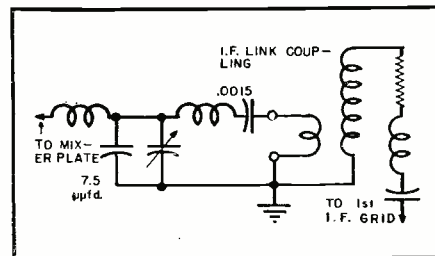 I.F. LINK COUP-
LING
.0015
TO MIX-
ER PLATE
7.5
µµfd.
TO 1st
I.F. GRID